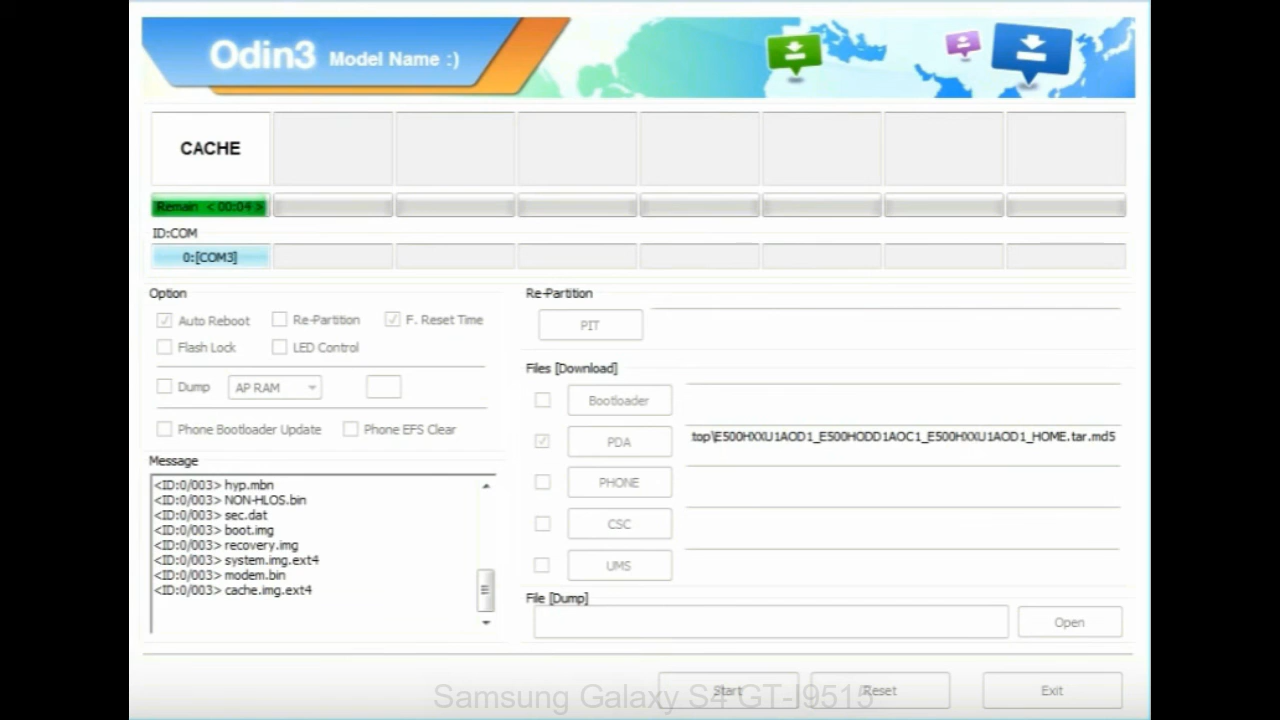 Odin3 Model Name :)
CACHE
Remain < 00:04 >
ID:COM
0:[COM3]
Option
Auto Reboot
Re-Partition
F. Reset Time
Flash Lock
LED Control
Dump
AP RAM
Phone Bootloader Update
Phone EFS Clear
Message
<ID:0/003> hyp.mbn
<ID:0/003> NON-HLOS.bin
<ID:0/003> sec.dat
<ID:0/003> boot.img
<ID:0/003> recovery.img
<ID:0/003> system.img.ext4
<ID:0/003> modem.bin
<ID:0/003> cache.img.ext4
Re-Partition
PIT
Files [Download]
Bootloader
PDA top\E500HXXU1AOD1_E500HODD1AOC1_E500HXXU1AOD1_HOME.tar.md5
PHONE
CSC
UMS
File [Dump]
Open
Start
Reset
Exit
Samsung Galaxy S4 GT-I9515